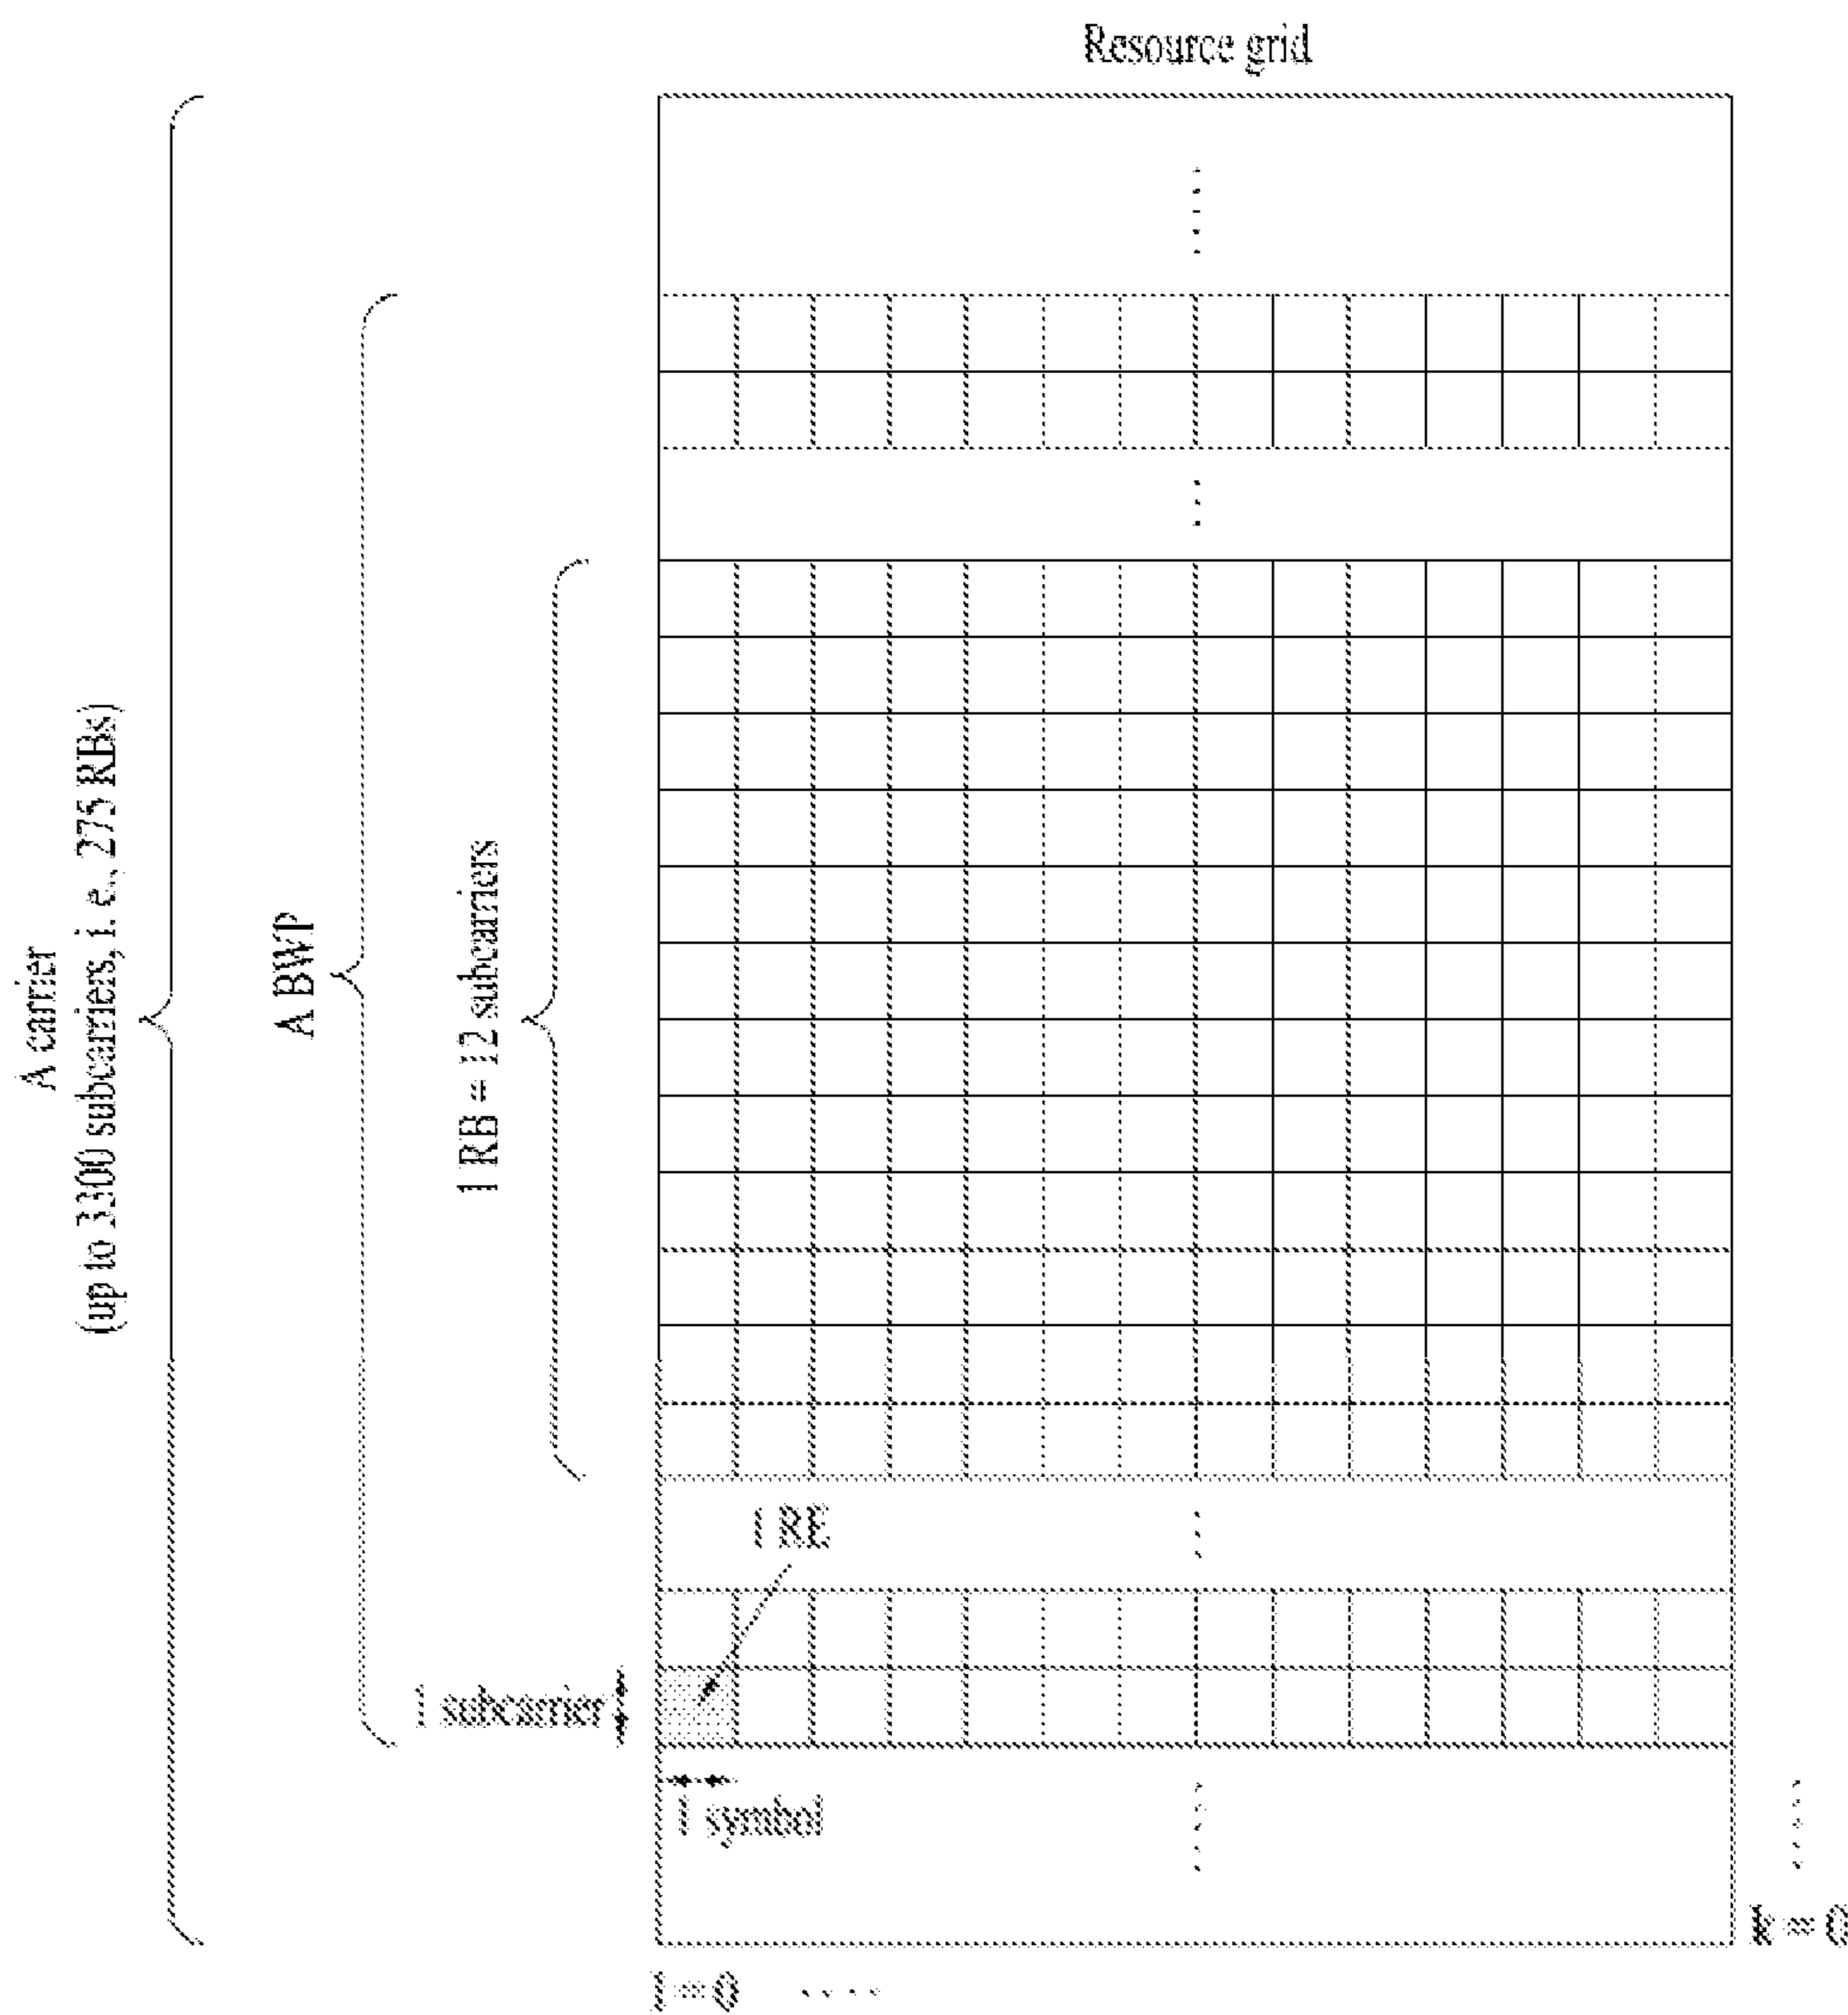 Resource grid
A carrier
(up to 3300 subcarriers, i. e., 275 RBs)
A BWP
1 RB = 12 subcarriers
1 RE
1 subcarrier
1 symbol
k = 0
l = 0 ....